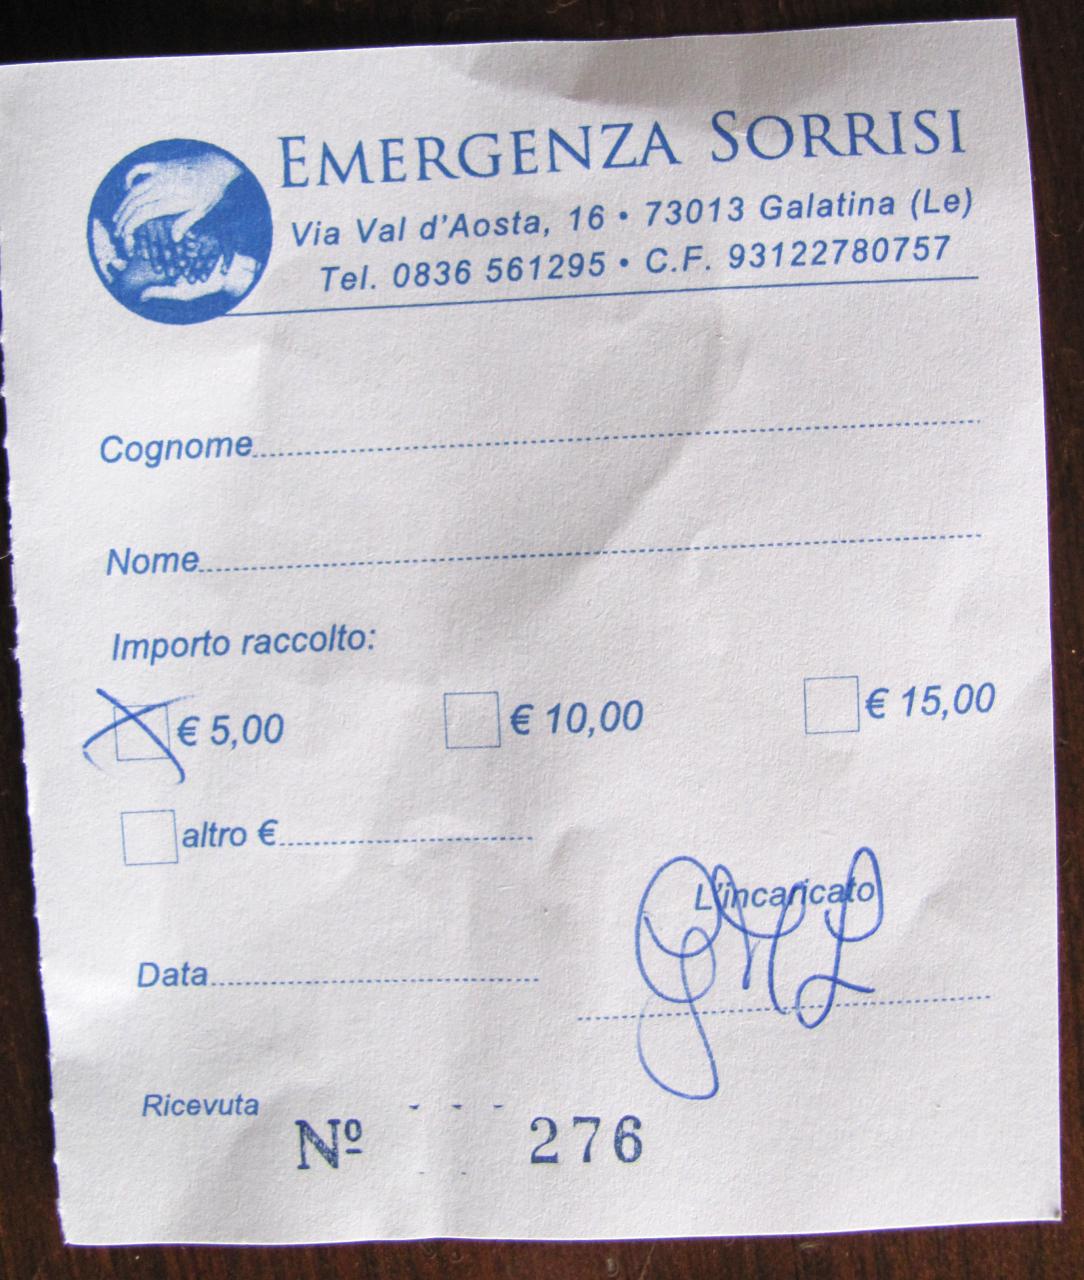 EMERGENZA SORRISI
Via Val d'Aosta, 16 • 73013 Galatina (Le)
Tel. 0836 561295 • C.F. 93122780757
Cognome
Nome
Importo raccolto:
€ 5,00 € 10,00 € 15,00
altro €
L'incaricato
Data
Ricevuta
Nº 276